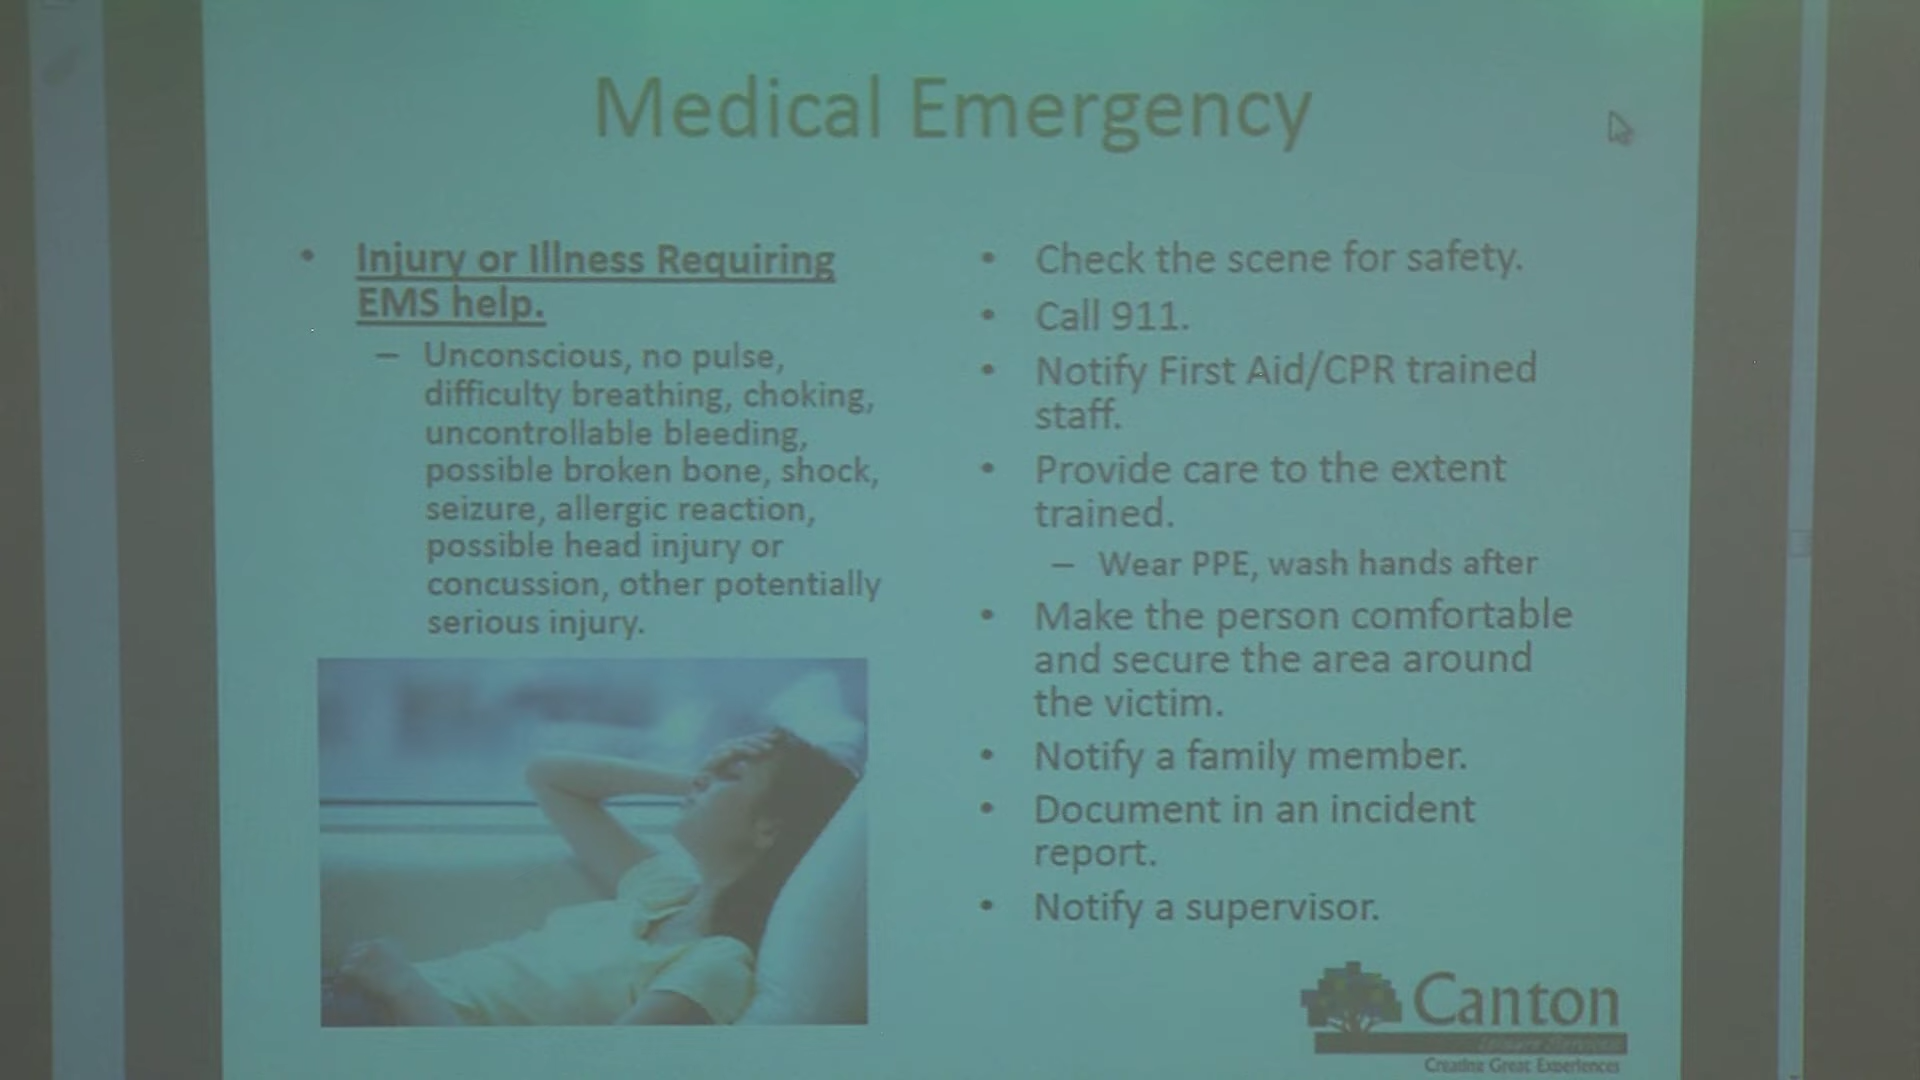 Medical Emergency
Injury or Illness Requiring
EMS help.
– Unconscious, no pulse,
difficulty breathing, choking,
uncontrollable bleeding,
possible broken bone, shock,
seizure, allergic reaction,
possible head injury or
concussion, other potentially
serious injury.
• Check the scene for safety.
• Call 911.
• Notify First Aid/CPR trained
staff.
• Provide care to the extent
trained.
– Wear PPE, wash hands after
• Make the person comfortable
and secure the area around
the victim.
• Notify a family member.
• Document in an incident
report.
• Notify a supervisor.
Canton
Leisure Services
Creating Great Experiences